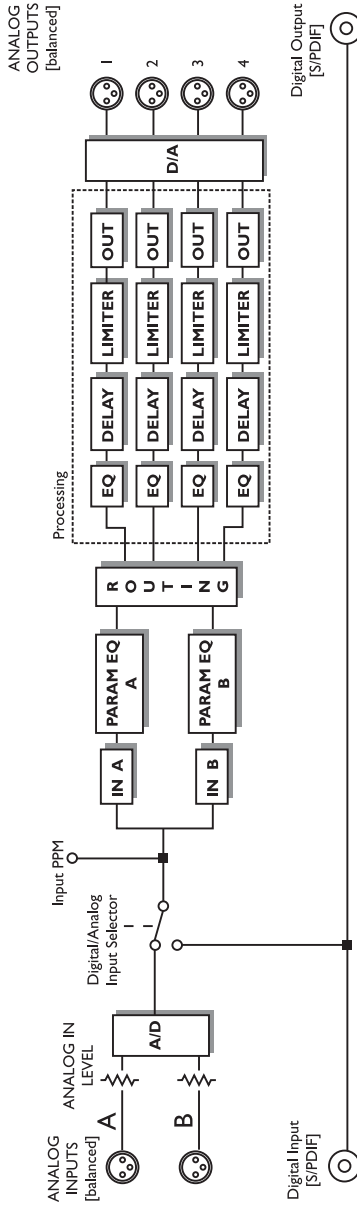 ANALOG
INPUTS
[balanced]
A
B
ANALOG IN
LEVEL
A/D
Digital/Analog
Input Selector
Input PPM
IN A
IN B
PARAM EQ
A
PARAM EQ
B
ROUTING
Processing
EQ
DELAY
LIMITER
OUT
EQ
DELAY
LIMITER
OUT
EQ
DELAY
LIMITER
OUT
EQ
DELAY
LIMITER
OUT
D/A
ANALOG
OUTPUTS
[balanced]
1
2
3
4
Digital Input
[S/PDIF]
Digital Output
[S/PDIF]